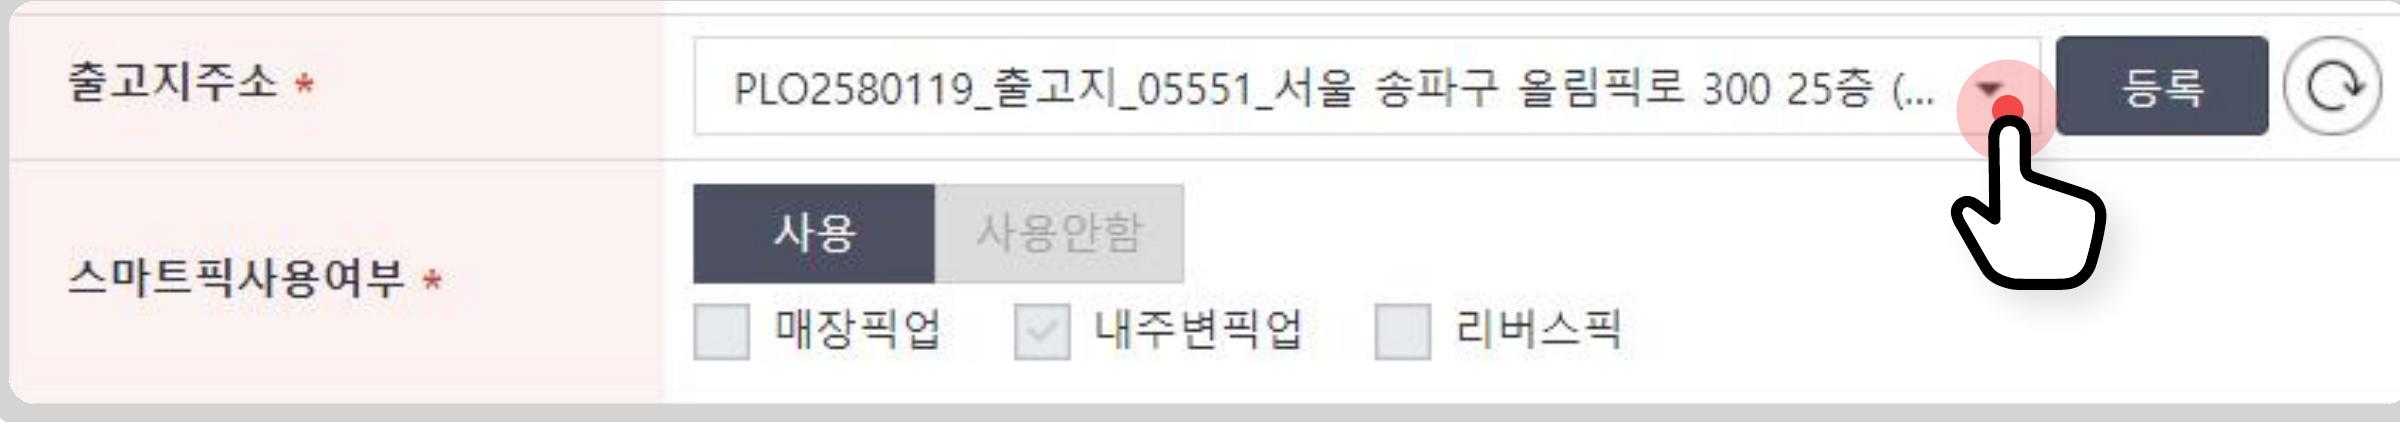 출고지주소 *
PLO2580119_출고지_05551_서울 송파구 올림픽로 300 25층 (...
등록
스마트픽사용여부 *
사용
사용안함
매장픽업
내주변픽업
리버스픽